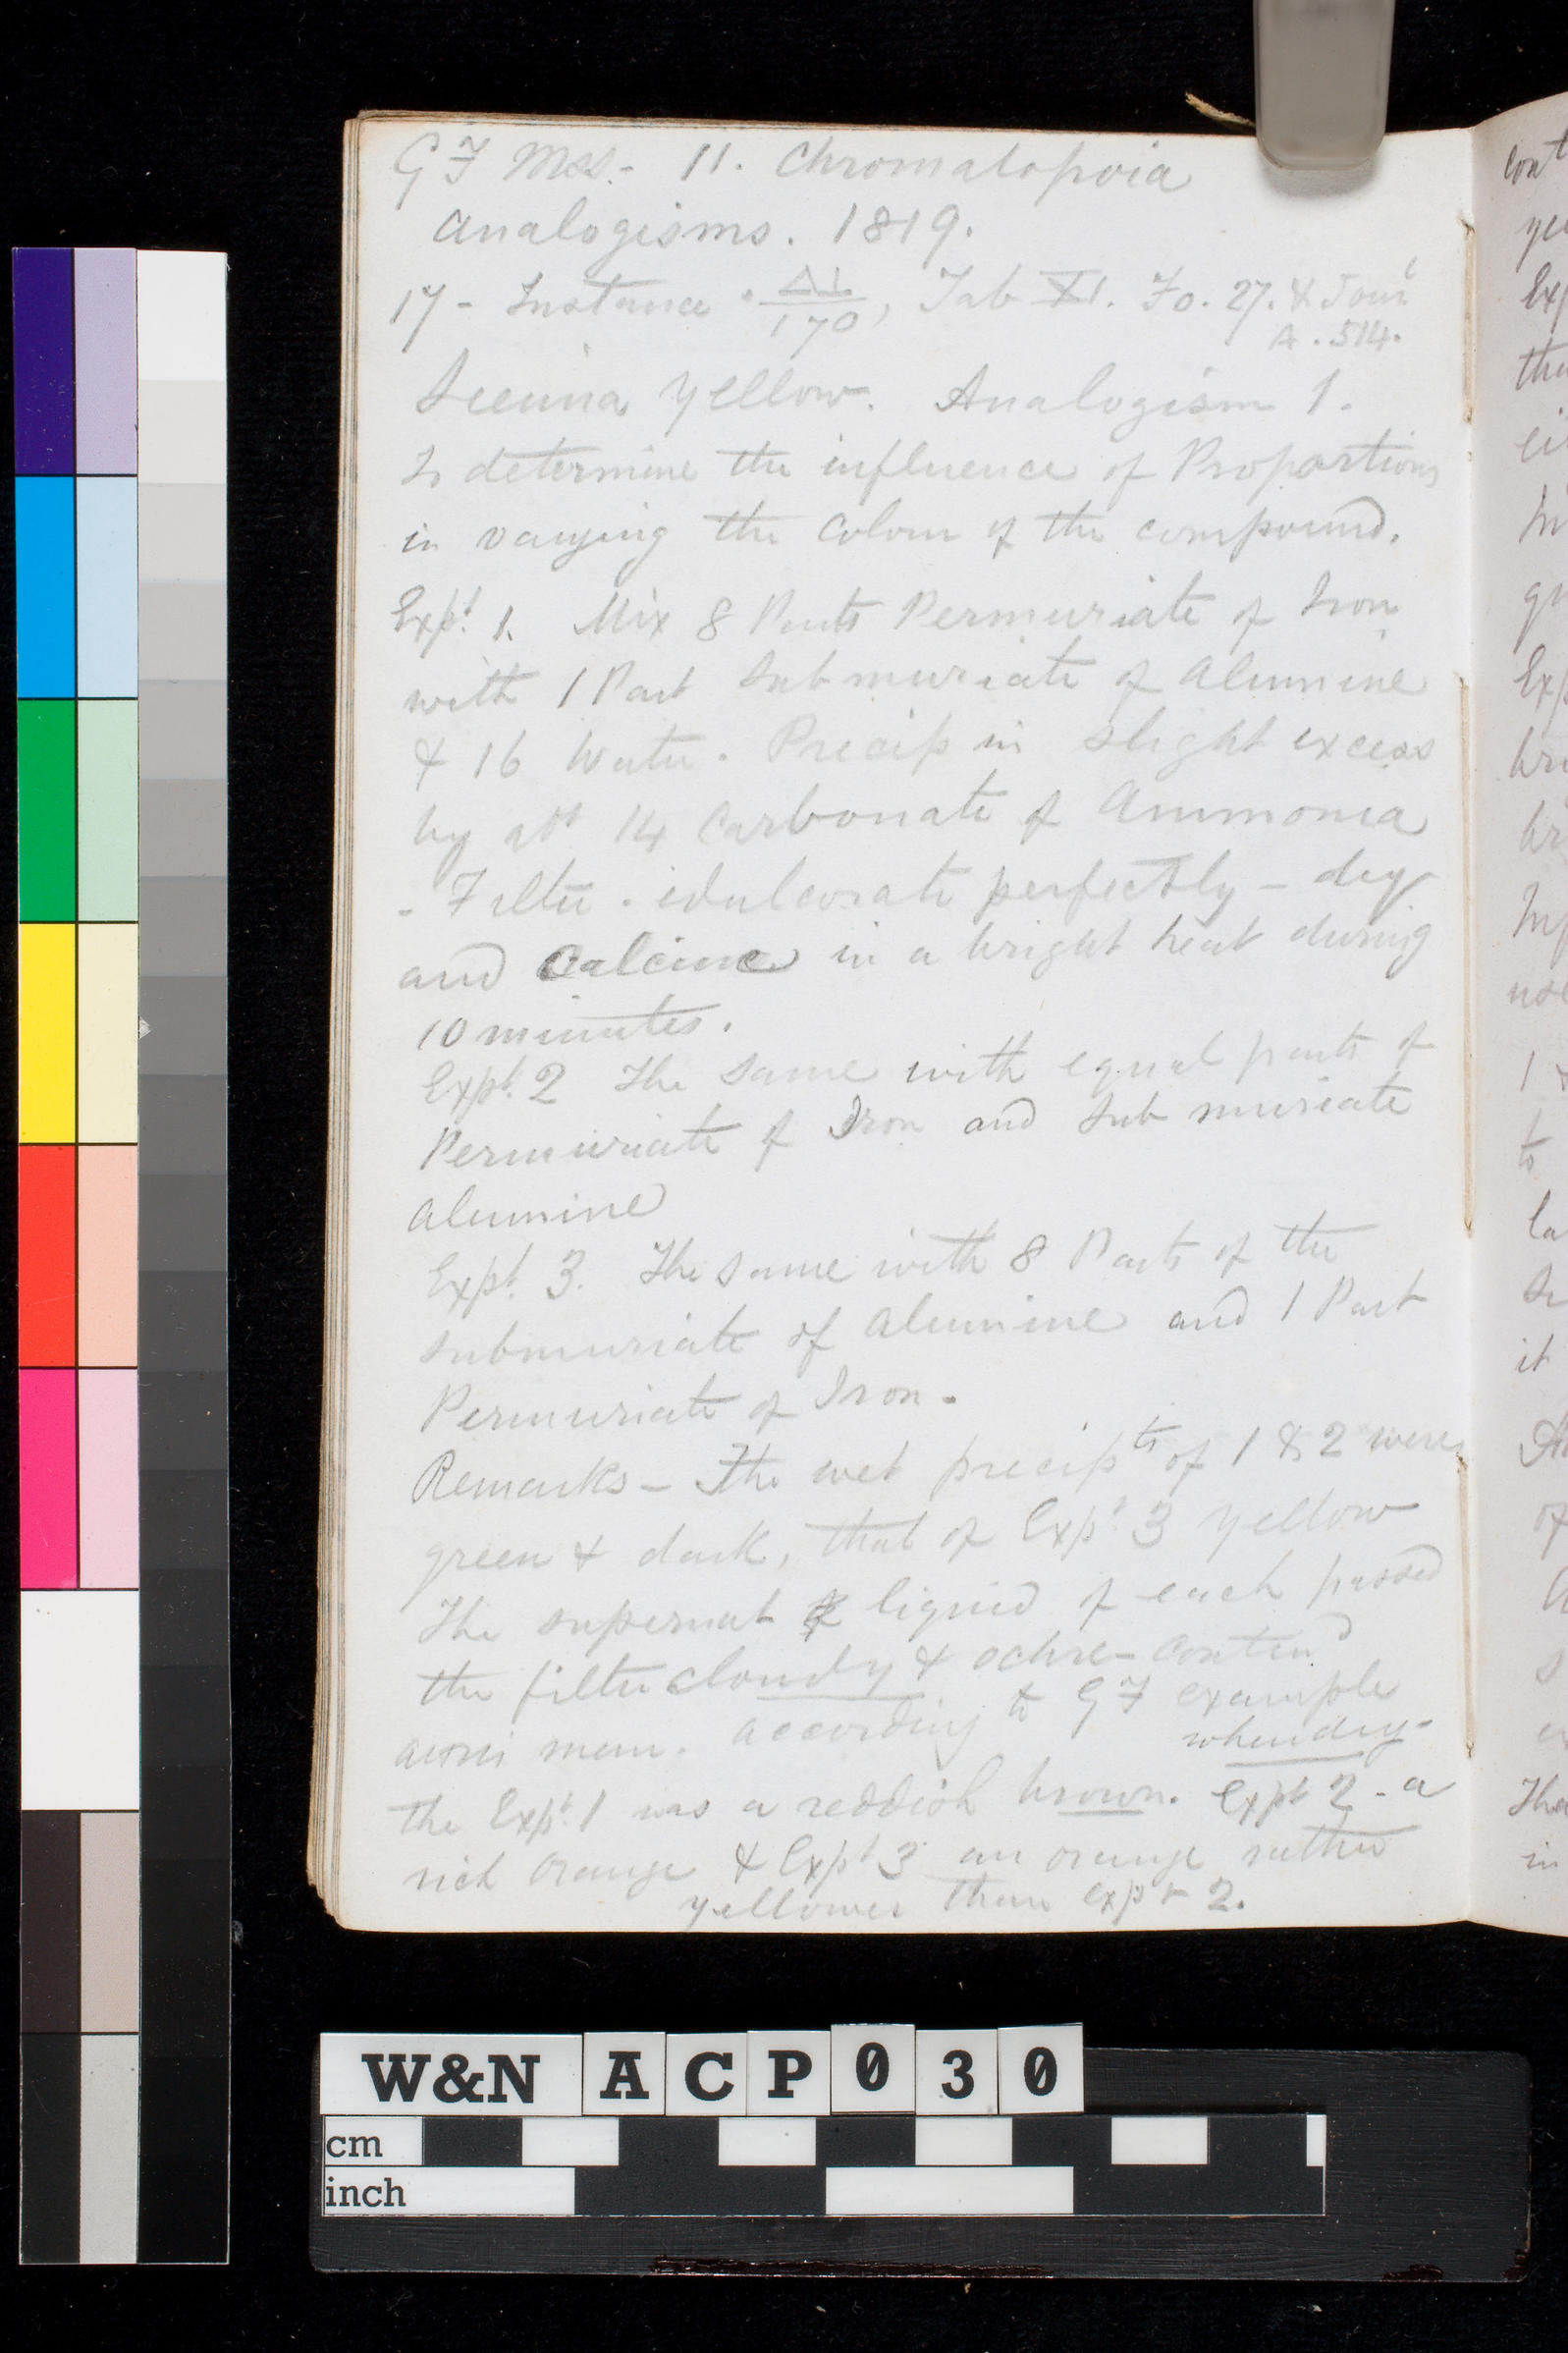 GF Mss.- 11. Chromatopoia
analogisms. 1819.
17 - Instance . 170, Tab XI. Fo. 27. & Jour
A. 514.
Seenna Yellow. Analogism 1.
To determine the influence of Proportions
in varying the Colour of the compound.
Expt. 1. Mix 8 Parts Permuriate of Iron
with 1 Part Submuriate of Alumine
& 16 Water. Precip in slight excess
by abt 14 Carbonate of Ammonia
- Filter - edulcorate perfectly - dry
and Calcine in a bright heat during
10 minutes.
Expt. 2 The same with equal parts of
Permuriate of Iron and Sub muriate
alumine
Expt. 3. The same with 8 Parts of the
submuriate of Alumine and 1 Part
Permuriate of Iron.
Remarks - The wet precipts of 1 & 2 were
green & dark, that of Expt. 3 yellow
The supernat liquid of each passed
the filter cloudy & ochre-
mem. according to GF example
when dry-
the Expt. 1 was a reddish brown. Expt 2 - a
rich orange & Expt 3 an orange rather
yellower than expt 2.
W&N ACP030
cm
inch